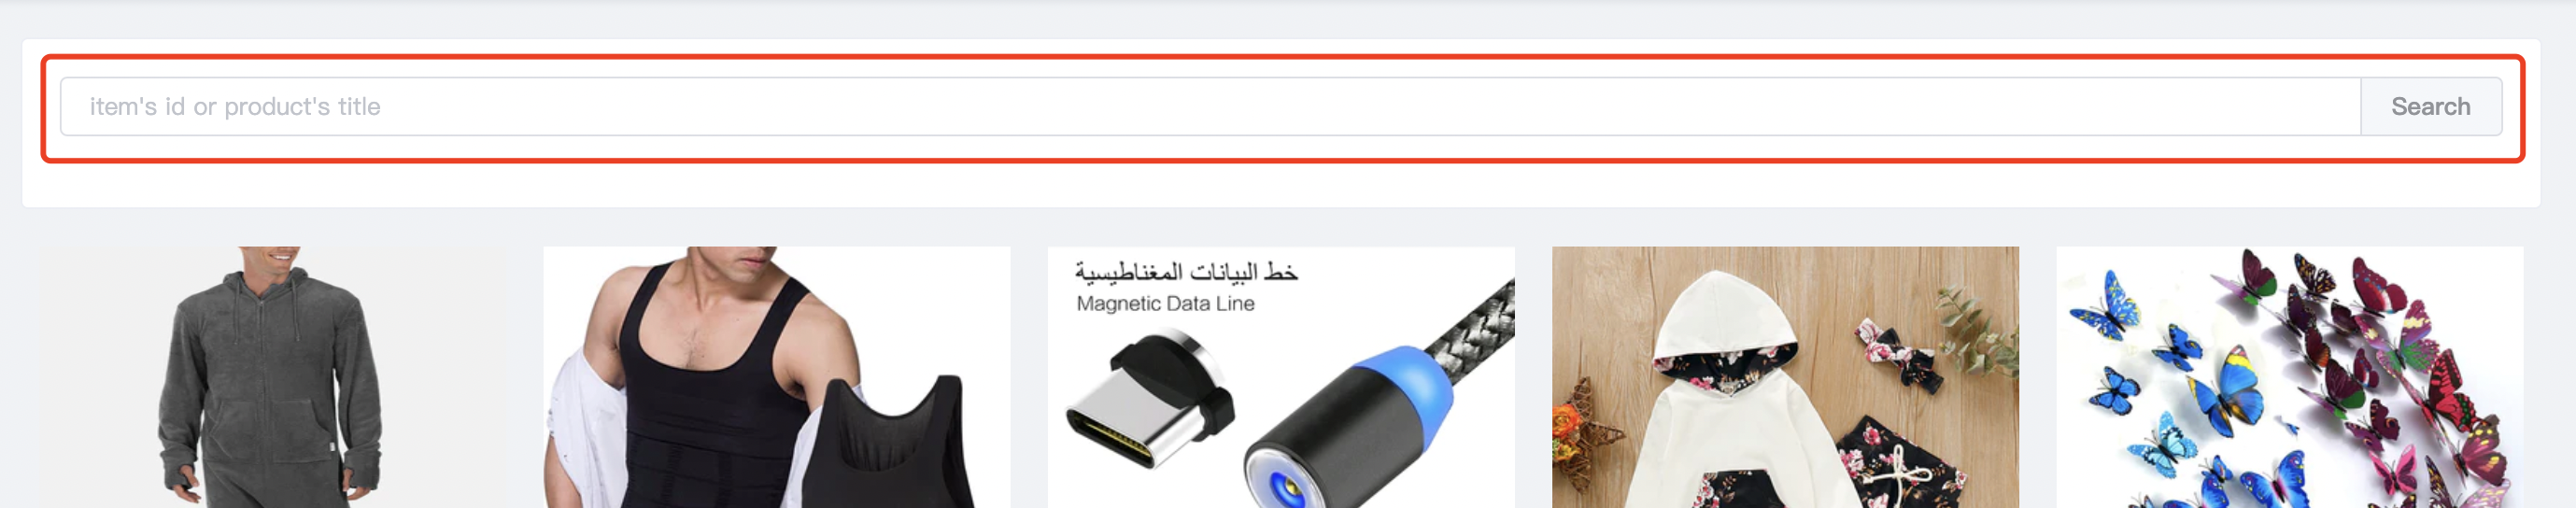 item's id or product's title
Search
خط البيانات المغناطيسية
Magnetic Data Line